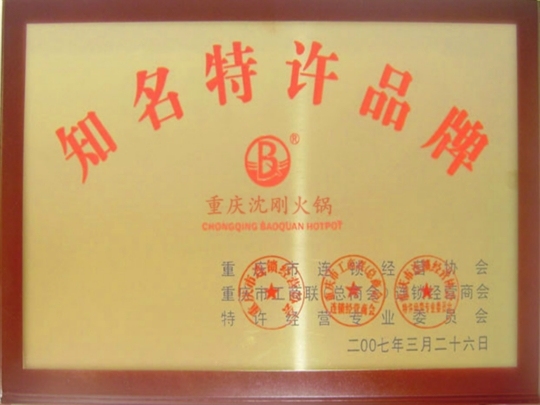 知名特许品牌
®
重庆沈刚火锅
CHONGQING BAOQUAN HOTPOT
重庆市连锁经营协会
重庆市工商联(总商会)连锁经营商会
特许经营专业委员会
二00七年三月二十六日